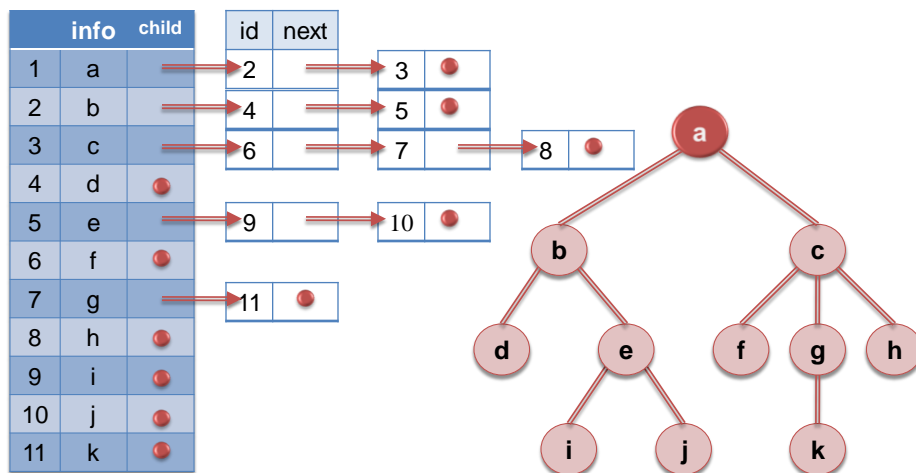 info child id next
1 a 2 3
2 b 4 5
3 c 6 7 8
4 d
5 e 9 10
6 f
7 g 11
8 h
9 i
10 j
11 k
a
b c
d e f g h
i j k